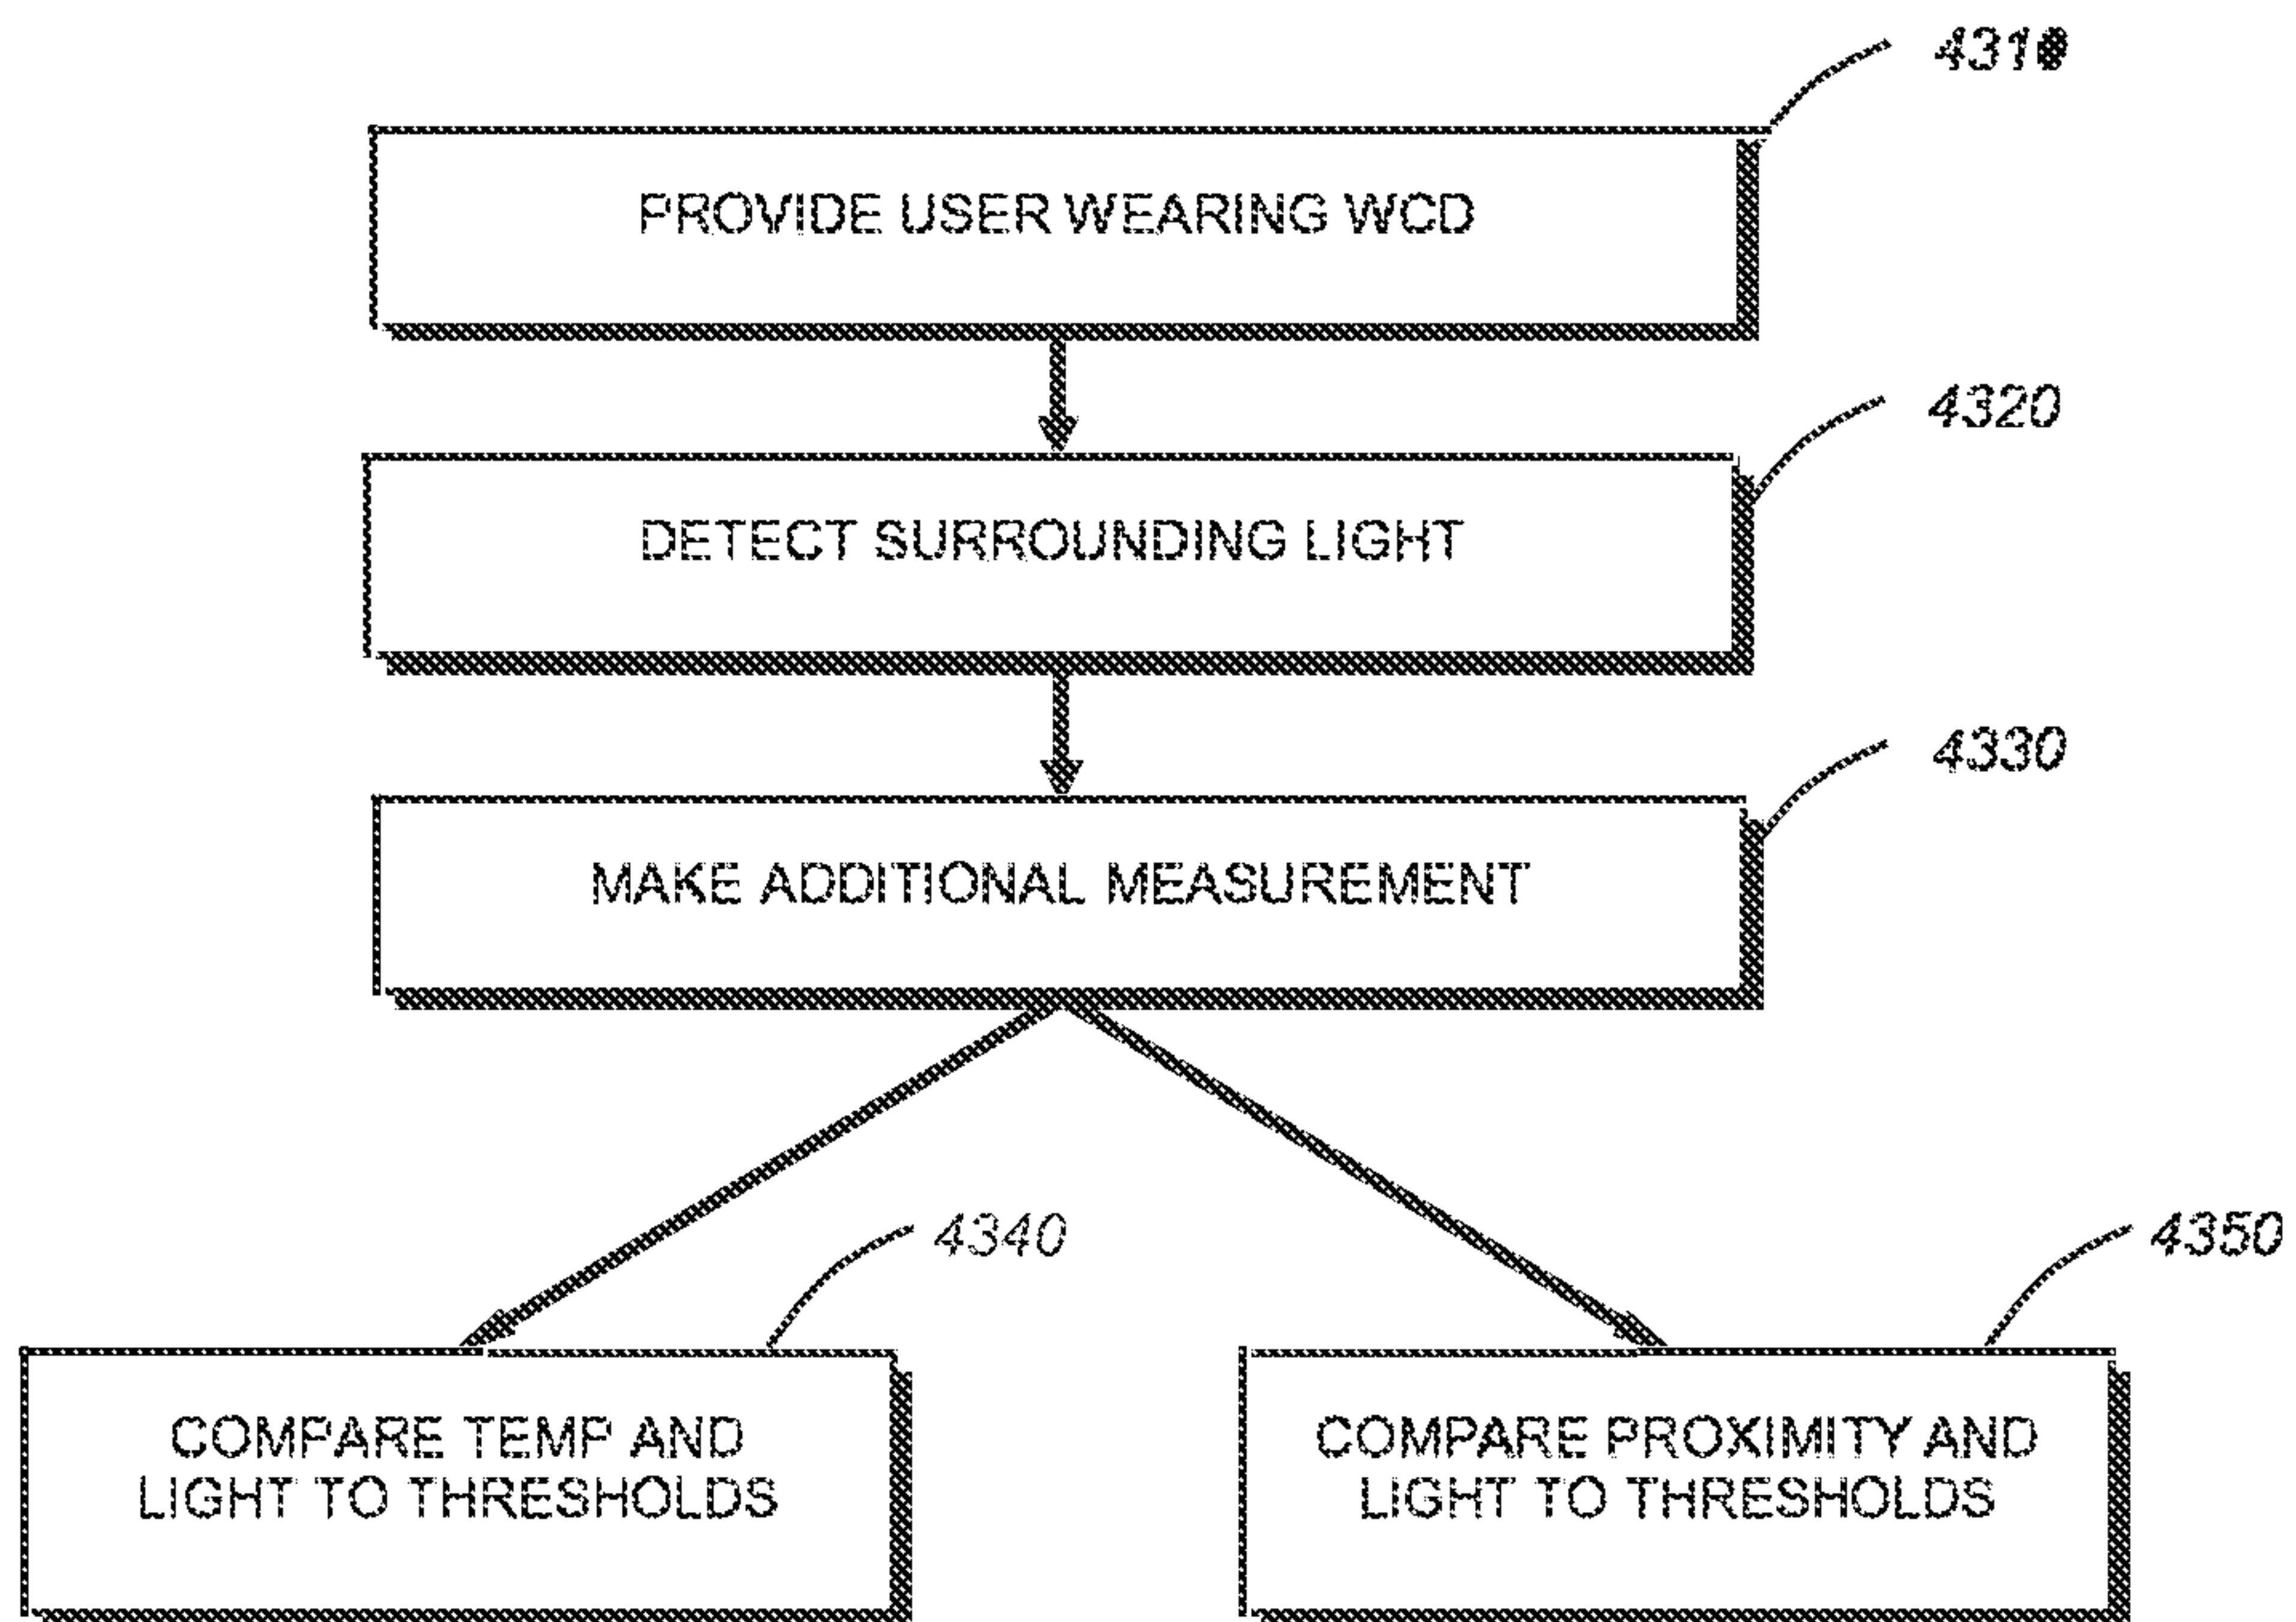 4310
PROVIDE USER WEARING WCD
4320
DETECT SURROUNDING LIGHT
4330
MAKE ADDITIONAL MEASUREMENT
4340
4350
COMPARE TEMP AND
LIGHT TO THRESHOLDS
COMPARE PROXIMITY AND
LIGHT TO THRESHOLDS